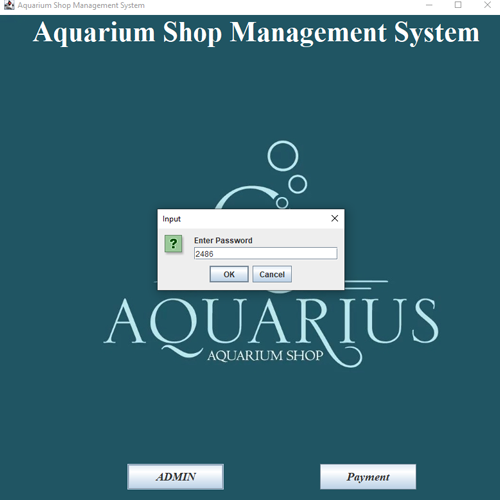 Aquarium Shop Management System
Aquarium Shop Management System
Input
?
Enter Password
2486
OK Cancel
AQUARIUS
AQUARIUM SHOP
ADMIN Payment